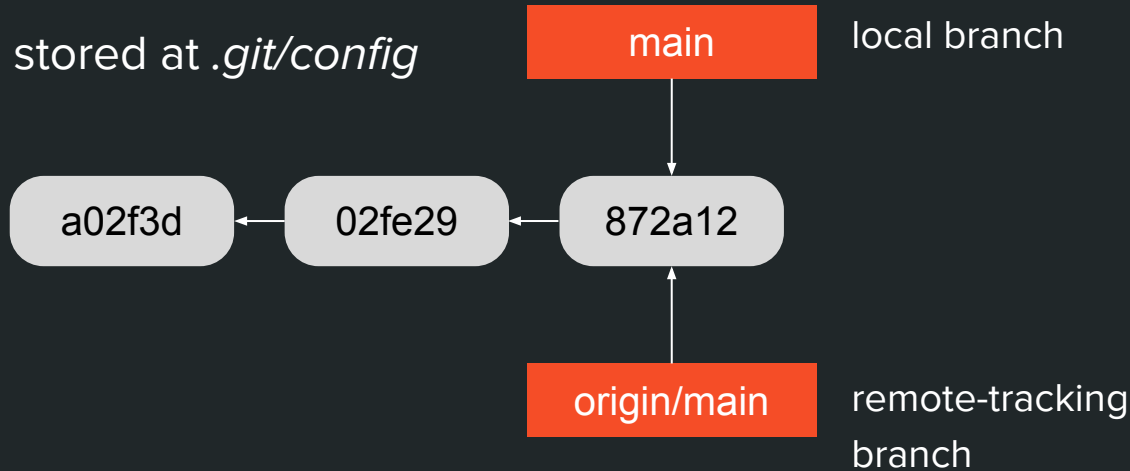 stored at .git/config
main
local branch
a02f3d
02fe29
872a12
origin/main
remote-tracking
branch